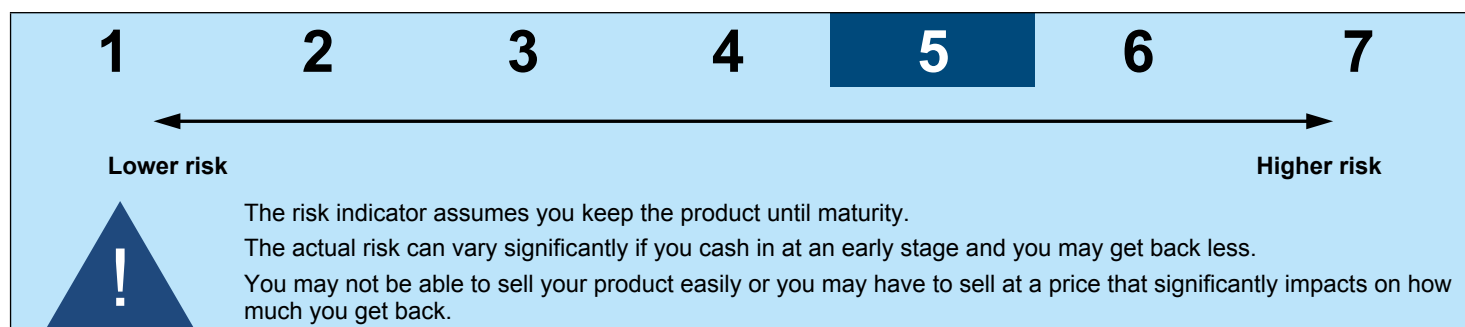 1 2 3 4 5 6 7
Lower risk Higher risk
The risk indicator assumes you keep the product until maturity.
The actual risk can vary significantly if you cash in at an early stage and you may get back less.
!
You may not be able to sell your product easily or you may have to sell at a price that significantly impacts on how
much you get back.